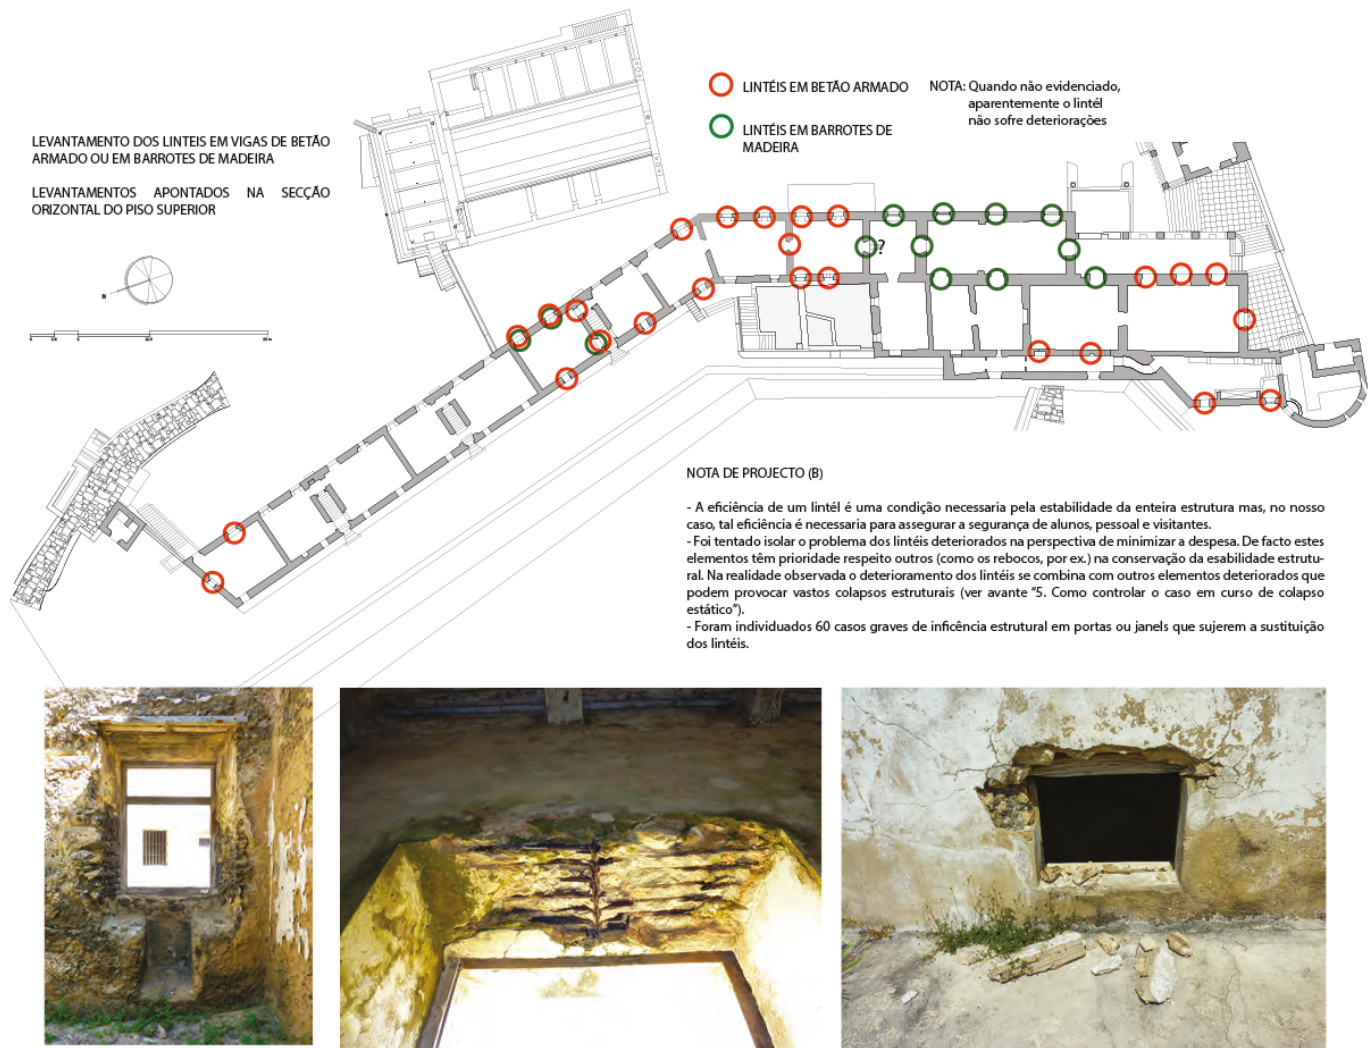 LINTÉIS EM BETÃO ARMADO
NOTA: Quando não evidenciado,
aparentemente o lintél
não sofre deteriorações
LINTÉIS EM BARROTES DE
MADEIRA
LEVANTAMENTO DOS LINTEIS EM VIGAS DE BETÃO
ARMADO OU EM BARROTES DE MADEIRA
LEVANTAMENTOS APONTADOS NA SECÇÃO
ORIZONTAL DO PISO SUPERIOR
?
N
NOTA DE PROJECTO (B)
- A eficiência de um lintél é uma condição necessaria pela estabilidade da enteira estrutura mas, no nosso
caso, tal eficiência é necessaria para assegurar a segurança de alunos, pessoal e visitantes.
- Foi tentado isolar o problema dos lintéis deteriorados na perspectiva de minimizar a despesa. De facto estes
elementos têm prioridade respeito outros (como os rebocos, por ex.) na conservação da esabilidade estrutu-
ral. Na realidade observada o deterioramento dos lintéis se combina com outros elementos deteriorados que
podem provocar vastos colapsos estruturais (ver avante "5. Como controlar o caso em curso de colapso
estático").
- Foram individuados 60 casos graves de inficência estrutural em portas ou janels que sujerem a sustituição
dos lintéis.